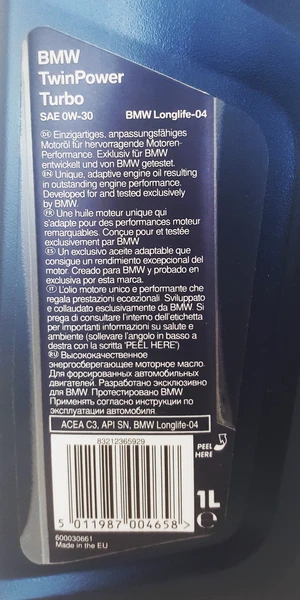 BMW
TwinPower
Turbo
SAE 0W-30 BMW Longlife-04
DE Einzigartiges, anpassungsfähiges
Motoröl für hervorragende Motoren-
Performance. Exklusiv für BMW
entwickelt und von BMW getestet.
EN Unique, adaptive engine oil resulting
in outstanding engine performance.
Developed for and tested exclusively
by BMW.
FR Une huile moteur unique qui
s'adapte pour des performances moteur
remarquables. Conçue pour et testée
exclusivement par BMW
ES Un exclusivo aceite adaptable que
consigue un rendimiento excepcional del
motor. Creado para BMW y probado en
exclusiva por esta marca.
IT L'olio motore unico e performante che
regala prestazioni eccezionali. Sviluppato
e collaudato esclusivamente da BMW. Si
prega di consultare l'interno dell'etichetta
per importanti informazioni su salute e
ambiente (sollevare l'angolo in basso a
destra con la scritta 'PEEL HERE')
RU Высококачественное
энергосберегающее моторное масло.
Для форсированных автомобильных
двигателей. Разработано эксклюзивно
для BMW. Протестировано BMW
Применять согласно инструкции по
эксплуатации автомобиля.
ACEA C3, API SN, BMW Longlife-04
83212365929
PEEL
HERE
1L
5 011987 004658 >
600030661
Made in the EU